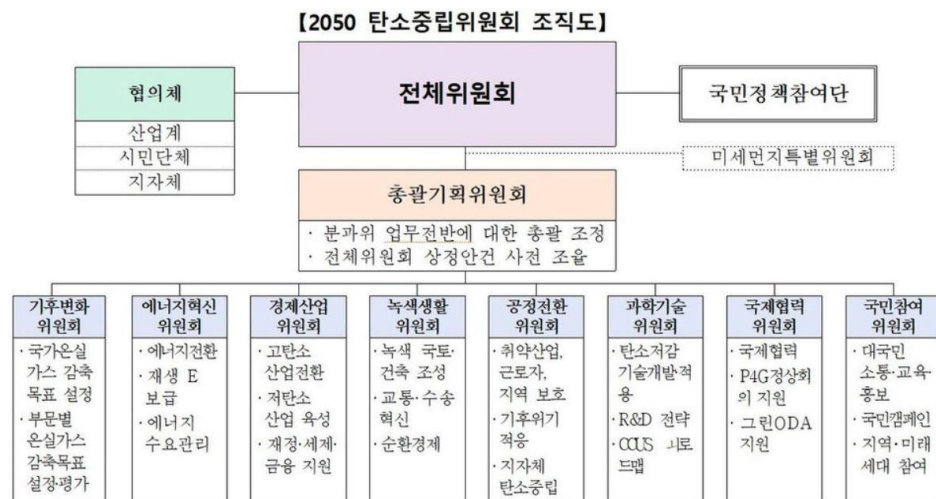 【2050 탄소중립위원회 조직도】
협의체
산업계
시민단체
지자체
전체위원회
국민정책참여단
미세먼지특별위원회
총괄기획위원회
· 분과위 업무전반에 대한 총괄 조정
· 전체위원회 상정안건 사전 조율
기후변화
위원회
· 국가온실
가스 감축
목표 설정
· 부문별
온실가스
감축목표
설정·평가
에너지혁신
위원회
· 에너지전환
· 재생 E
보급
· 에너지
수요관리
경제산업
위원회
· 고탄소
산업전환
· 저탄소
산업 육성
· 재정·세제·
금융 지원
녹색생활
위원회
· 녹색 국토·
건축 조성
· 교통·수송
혁신
· 순환경제
공정전환
위원회
· 취약산업,
근로자,
지역 보호
· 기후위기
적응
· 지자체
탄소중립
과학기술
위원회
· 탄소저감
기술개발·적
용
· R&D 전략
· CCUS
드맵
국제협력
위원회
· 국제협력
· P4G정상회
의 지원
· 그린ODA
지원
국민참여
위원회
· 대국민
소통·교육·
홍보
· 국민캠페인
· 지역·미래
세대 참여